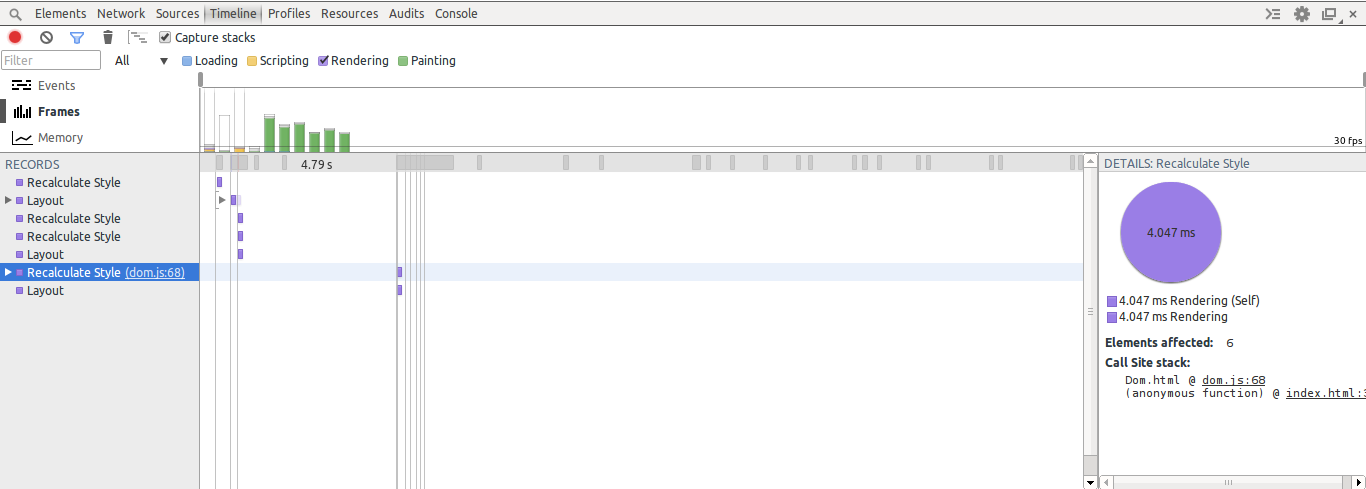 Elements Network Sources Timeline Profiles Resources Audits Console
Capture stacks
Filter All Loading Scripting Rendering Painting
Events
Frames
Memory
30 fps
RECORDS
4.79 s
DETAILS: Recalculate Style
Recalculate Style
Layout
Recalculate Style
Recalculate Style
Layout
Recalculate Style (dom.js:68)
Layout
4.047 ms
4.047 ms Rendering (Self)
4.047 ms Rendering
Elements affected: 6
Call Site stack:
Dom.html @ dom.js:68
(anonymous function) @ index.html: